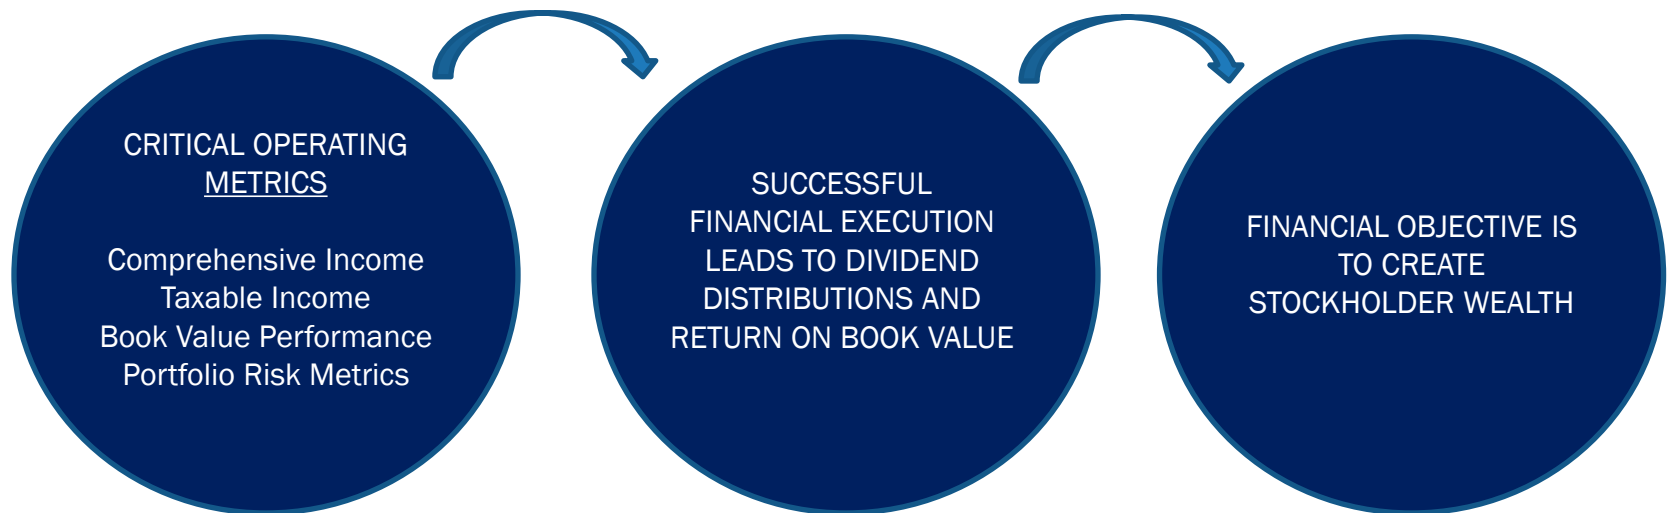 CRITICAL OPERATING
METRICS
Comprehensive Income
Taxable Income
Book Value Performance
Portfolio Risk Metrics
SUCCESSFUL
FINANCIAL EXECUTION
LEADS TO DIVIDEND
DISTRIBUTIONS AND
RETURN ON BOOK VALUE
FINANCIAL OBJECTIVE IS
TO CREATE
STOCKHOLDER WEALTH